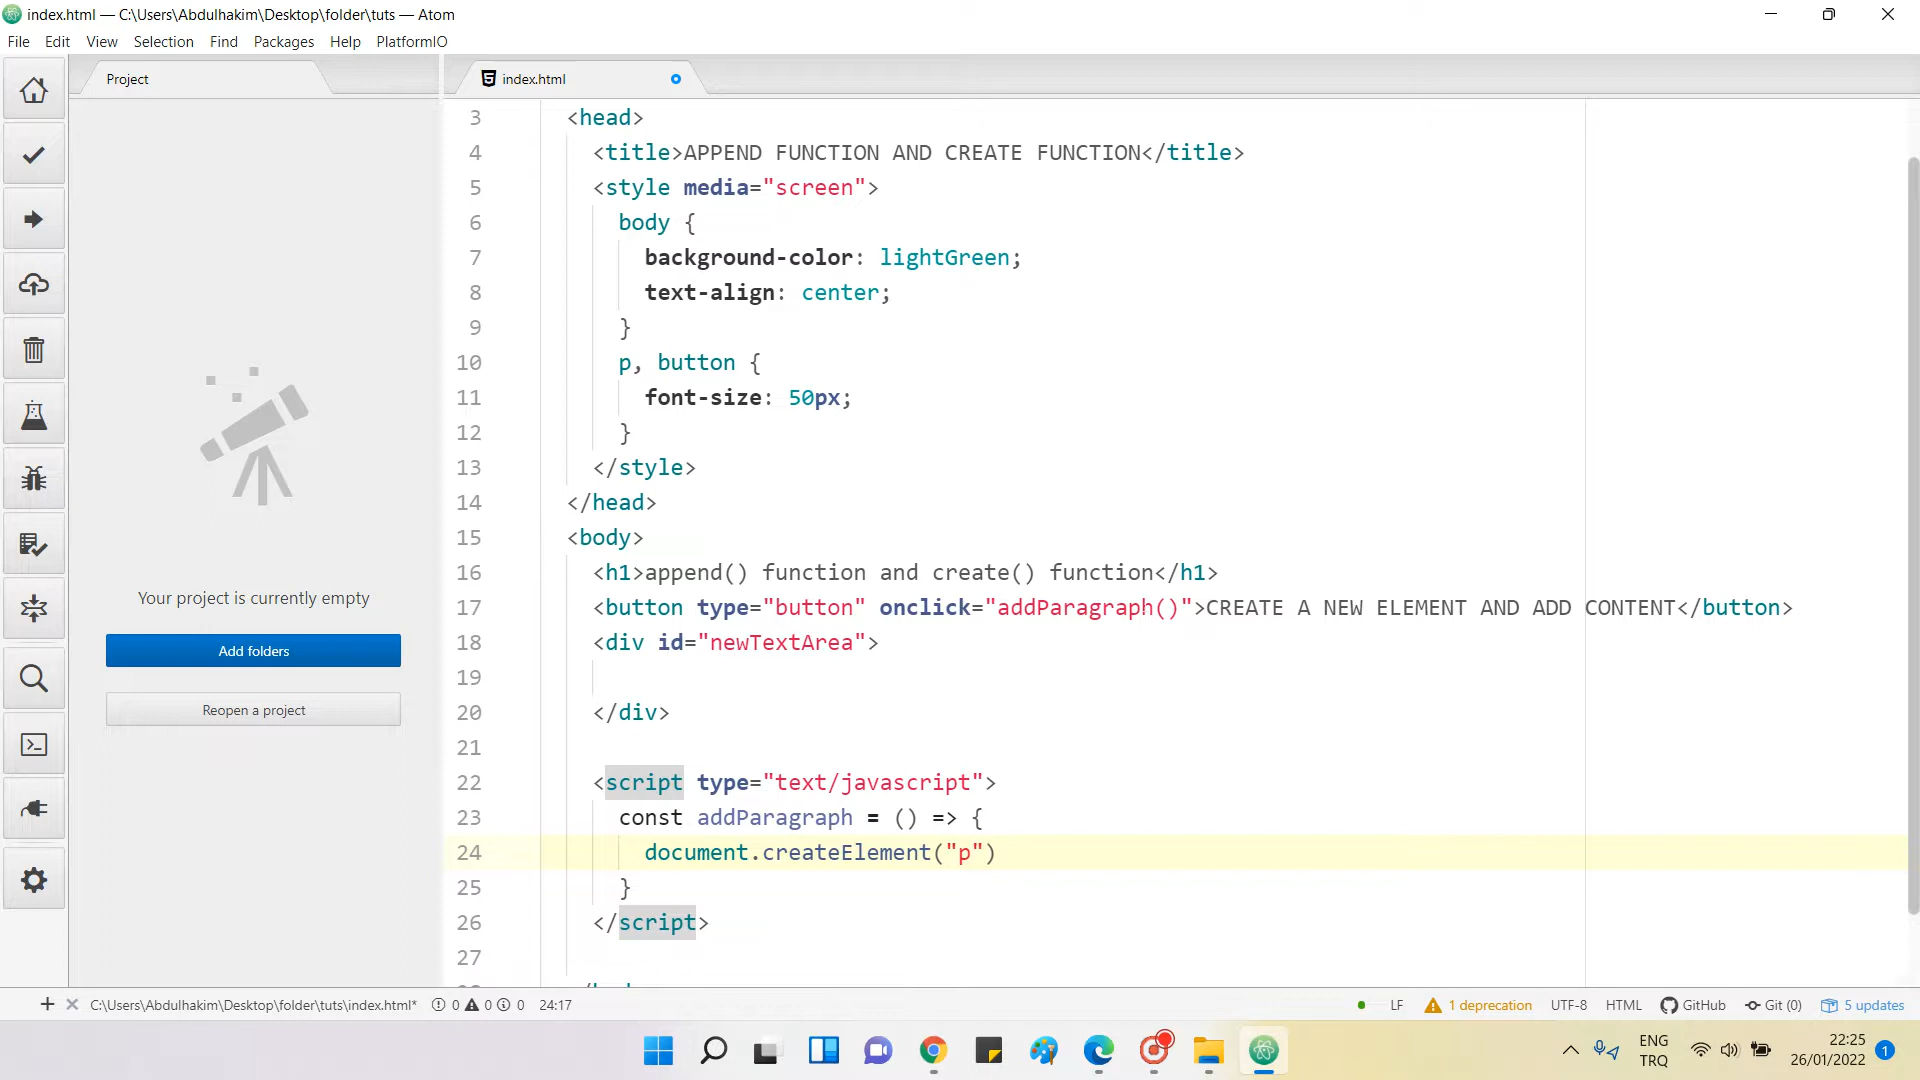 index.html — C:\Users\Abdulhakim\Desktop\folder\tuts — Atom
File Edit View Selection Find Packages Help PlatformIO
Project
index.html
3 <head>
4 <title>APPEND FUNCTION AND CREATE FUNCTION</title>
5 <style media="screen">
6 body {
7 background-color: lightGreen;
8 text-align: center;
9 }
10 p, button {
11 font-size: 50px;
12 }
13 </style>
14 </head>
15 <body>
16 <h1>append() function and create() function</h1>
17 <button type="button" onclick="addParagraph()">CREATE A NEW ELEMENT AND ADD CONTENT</button>
18 <div id="newTextArea">
19
20 </div>
21
22 <script type="text/javascript">
23 const addParagraph = () => {
24 document.createElement("p")
25 }
26 </script>
27
Your project is currently empty
Add folders
Reopen a project
C:\Users\Abdulhakim\Desktop\folder\tuts\index.html* 0 0 0 24:17
LF 1 deprecation UTF-8 HTML GitHub Git (0) 5 updates
ENG
TRQ
22:25
26/01/2022
1